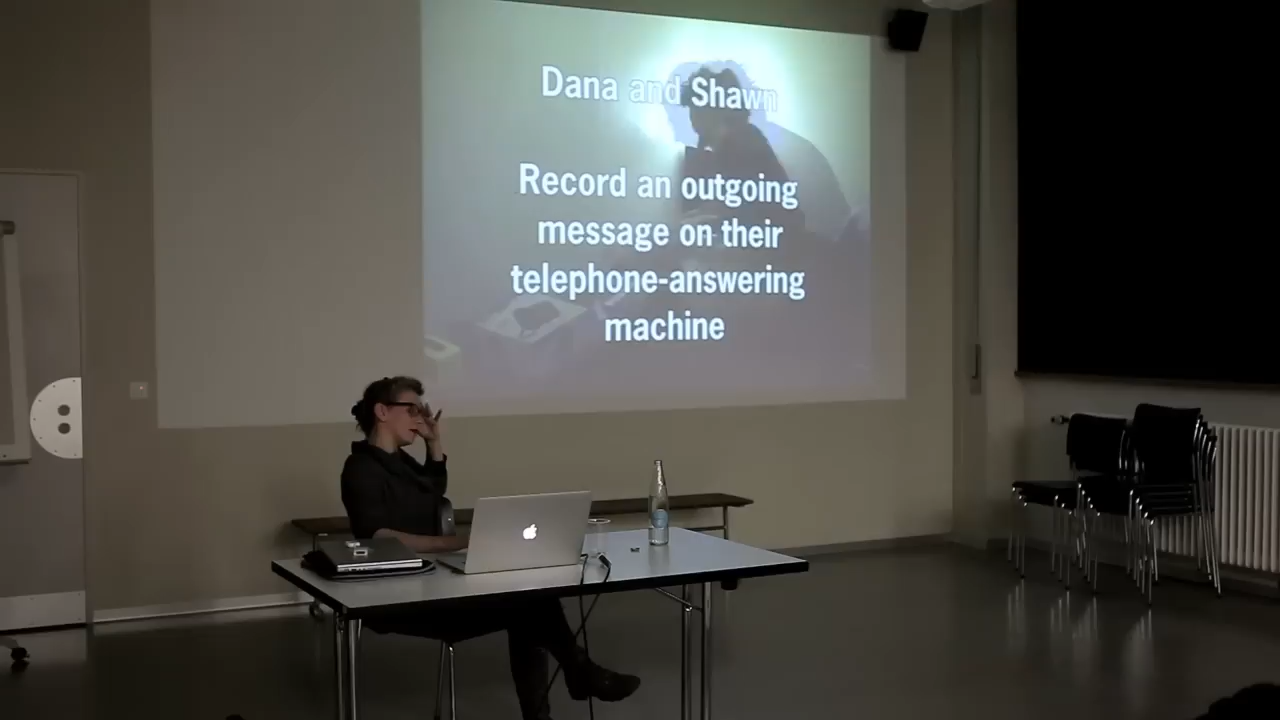 Dana and Shawn
Record an outgoing
message on their
telephone-answering
machine